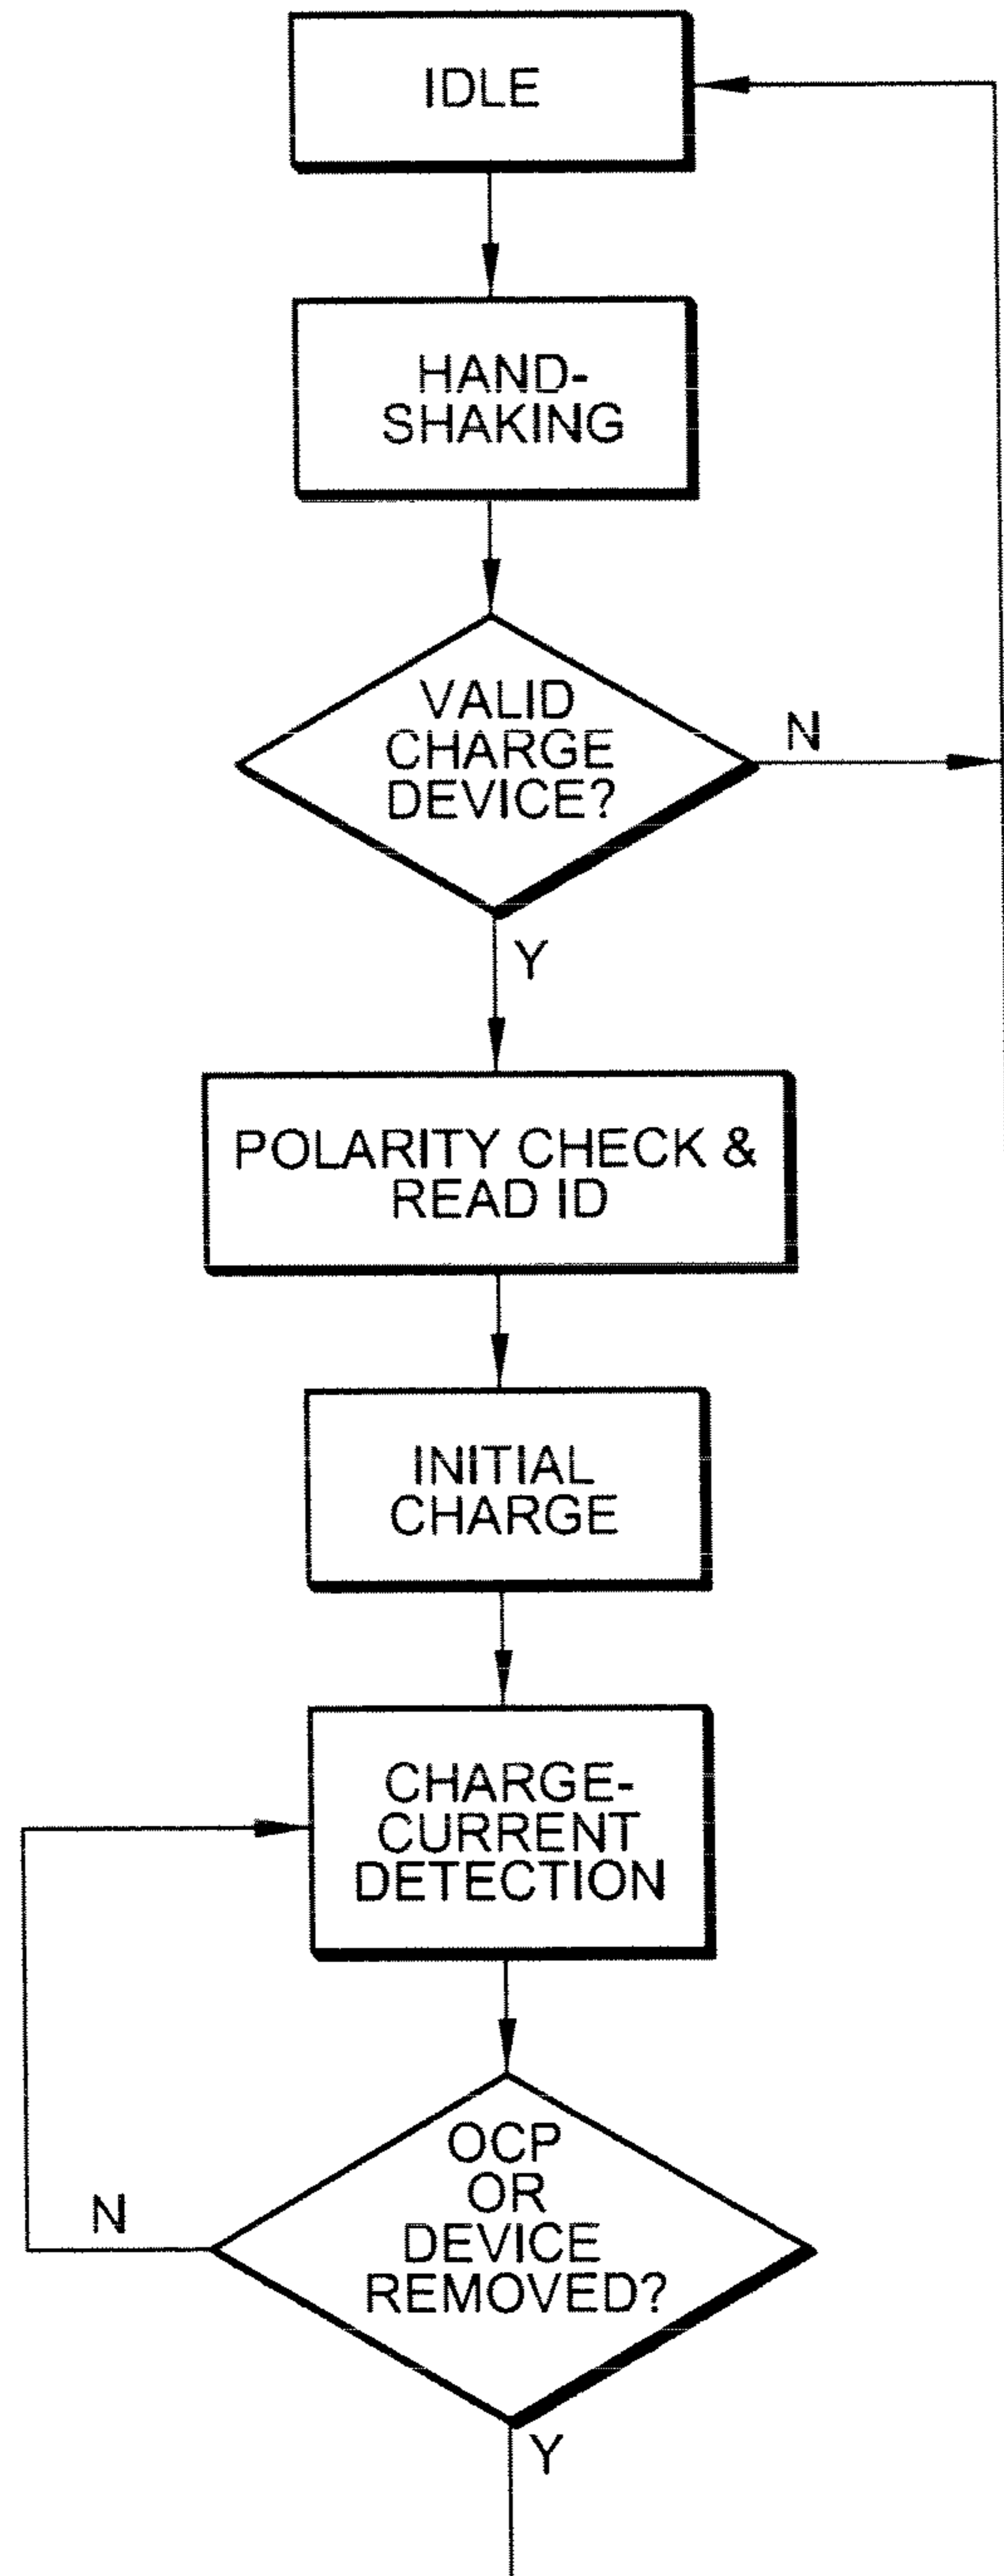 IDLE
HAND-
SHAKING
VALID
CHARGE
DEVICE?
N
Y
POLARITY CHECK &
READ ID
INITIAL
CHARGE
CHARGE-
CURRENT
DETECTION
OCP
OR
DEVICE
REMOVED?
N
Y